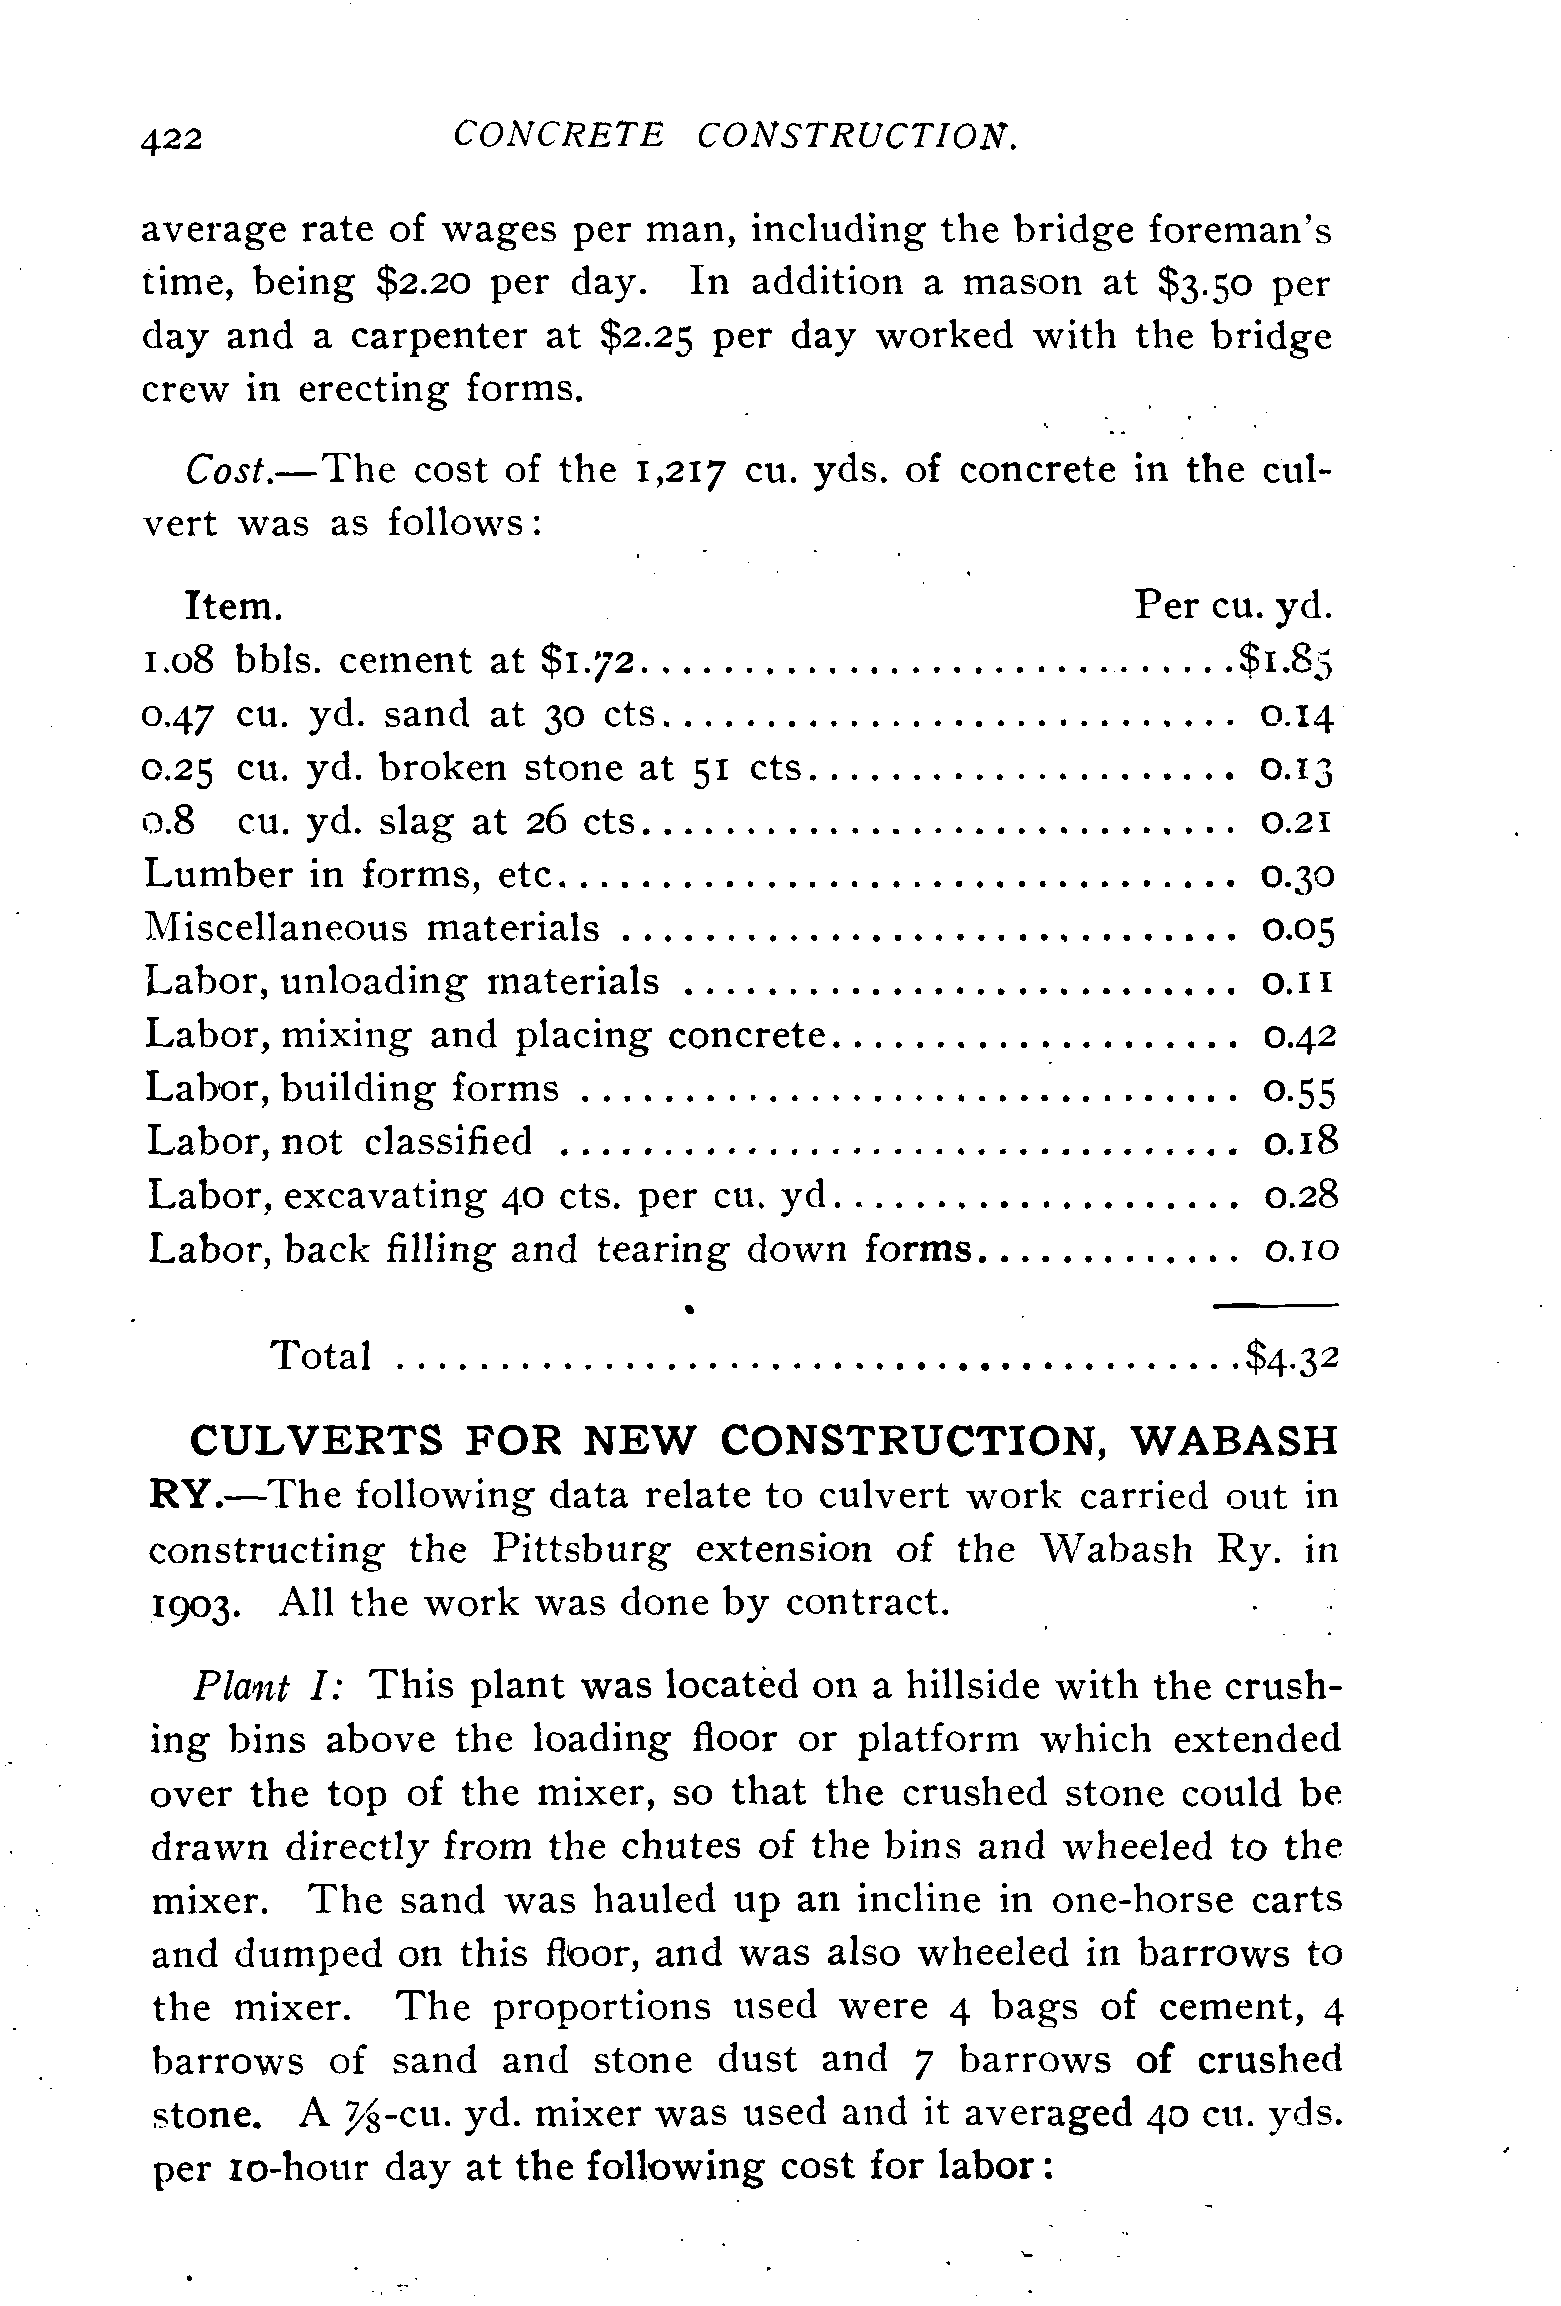 422 CONCRETE CONSTRUCTION.
average rate of wages per man, including the bridge foreman's
time, being $2.20 per day. In addition a mason at $3.50 per
day and a carpenter at $2.25 per day worked with the bridge
crew in erecting forms.
Cost.—The cost of the 1,217 cu. yds. of concrete in the cul-
vert was as follows:
Item. Per cu. yd.
1.08 bbls. cement at $1.72............................$1.85
0.47 cu. yd. sand at 30 cts............................ 0.14
0.25 cu. yd. broken stone at 51 cts..................... 0.13
0.8 cu. yd. slag at 26 cts............................. 0.21
Lumber in forms, etc................................. 0.30
Miscellaneous materials .............................. 0.05
Labor, unloading materials ........................... 0.11
Labor, mixing and placing concrete.................... 0.42
Labor, building forms ................................ 0.55
Labor, not classified ................................. 0.18
Labor, excavating 40 cts. per cu. yd.................... 0.28
Labor, back filling and tearing down forms............. 0.10
Total .........................................$4.32
CULVERTS FOR NEW CONSTRUCTION, WABASH
RY.—The following data relate to culvert work carried out in
constructing the Pittsburg extension of the Wabash Ry. in
1903. All the work was done by contract.
Plant I: This plant was located on a hillside with the crush-
ing bins above the loading floor or platform which extended
over the top of the mixer, so that the crushed stone could be
drawn directly from the chutes of the bins and wheeled to the
mixer. The sand was hauled up an incline in one-horse carts
and dumped on this floor, and was also wheeled in barrows to
the mixer. The proportions used were 4 bags of cement, 4
barrows of sand and stone dust and 7 barrows of crushed
stone. A ⅞-cu. yd. mixer was used and it averaged 40 cu. yds.
per 10-hour day at the following cost for labor: